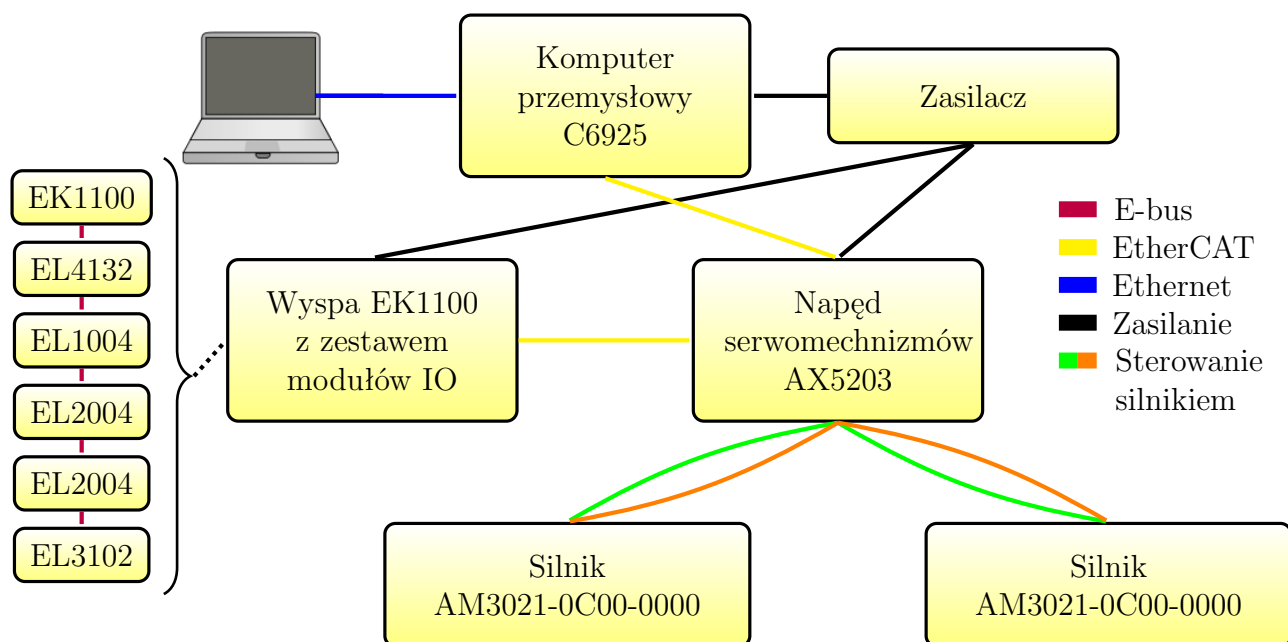 Komputer
przemysłowy
C6925
Zasilacz
EK1100
EL4132
EL1004
EL2004
EL2004
EL3102
Wyspa EK1100
z zestawem
modułów IO
Napęd
serwomechnizmów
AX5203
E-bus
EtherCAT
Ethernet
Zasilanie
Sterowanie
silnikiem
Silnik
AM3021-0C00-0000
Silnik
AM3021-0C00-0000